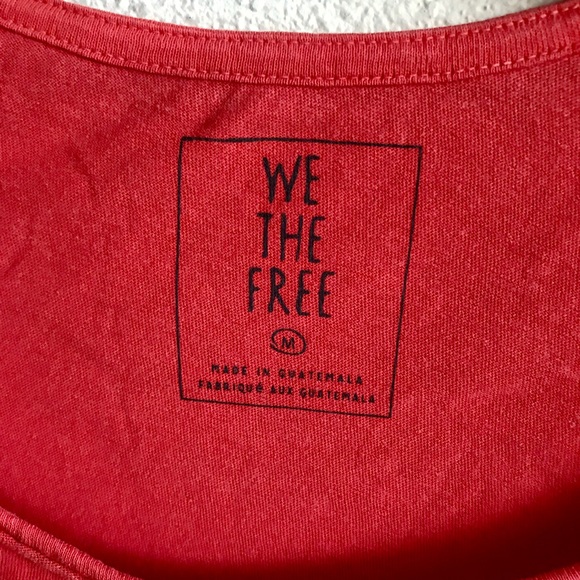 WE
THE
FREE
M
MADE IN GUATEMALA
FABRIQUÉ AUX GUATEMALA